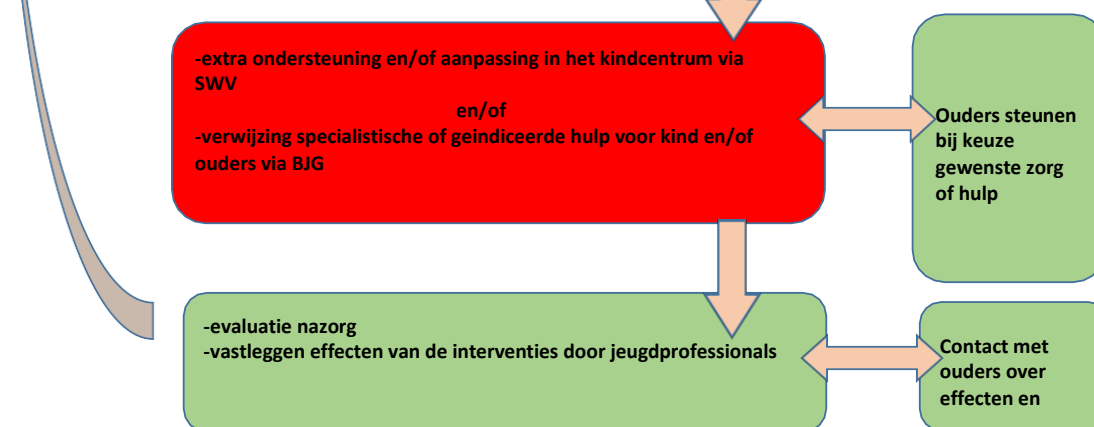 -extra ondersteuning en/of aanpassing in het kindcentrum via
SWV
en/of
-verwijzing specialistische of geindiceerde hulp voor kind en/of
ouders via BJG
Ouders steunen
bij keuze
gewenste zorg
of hulp
-evaluatie nazorg
-vastleggen effecten van de interventies door jeugdprofessionals
Contact met
ouders over
effecten en